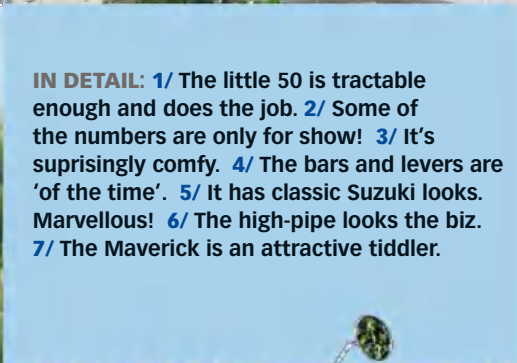 IN DETAIL: 1/ The little 50 is tractable
enough and does the job. 2/ Some of
the numbers are only for show! 3/ It's
suprisingly comfy. 4/ The bars and levers are
'of the time'. 5/ It has classic Suzuki looks.
Marvellous! 6/ The high-pipe looks the biz.
7/ The Maverick is an attractive tiddler.